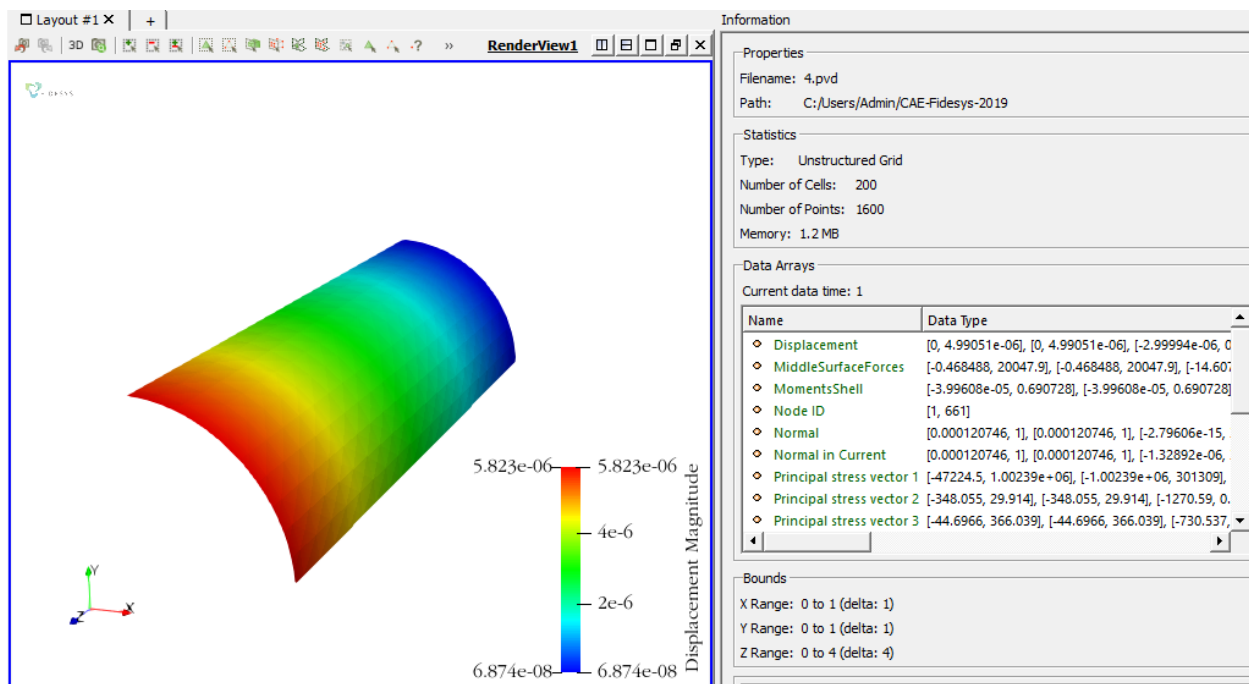 Layout #1
+
Information
3D
»
RenderView1
Properties
Filename: 4.pvd
Path: C:/Users/Admin/CAE-Fidesys-2019
Statistics
Type: Unstructured Grid
Number of Cells: 200
Number of Points: 1600
Memory: 1.2 MB
Data Arrays
Current data time: 1
Name Data Type
Displacement [0, 4.99051e-06], [0, 4.99051e-06], [-2.99994e-06, 0
MiddleSurfaceForces [-0.468488, 20047.9], [-0.468488, 20047.9], [-14.607
MomentsShell [-3.99608e-05, 0.690728], [-3.99608e-05, 0.690728]
Node ID [1, 661]
Normal [0.000120746, 1], [0.000120746, 1], [-2.79606e-15,
Normal in Current [0.000120746, 1], [0.000120746, 1], [-1.32892e-06,
Principal stress vector 1 [-47224.5, 1.00239e+06], [-1.00239e+06, 301309],
Principal stress vector 2 [-348.055, 29.914], [-348.055, 29.914], [-1270.59, 0.
Principal stress vector 3 [-44.6966, 366.039], [-44.6966, 366.039], [-730.537,
Bounds
X Range: 0 to 1 (delta: 1)
Y Range: 0 to 1 (delta: 1)
Z Range: 0 to 4 (delta: 4)
5.823e-06 5.823e-06
4e-6
2e-6
6.874e-08 6.874e-08
Displacement Magnitude
Y
X
Z